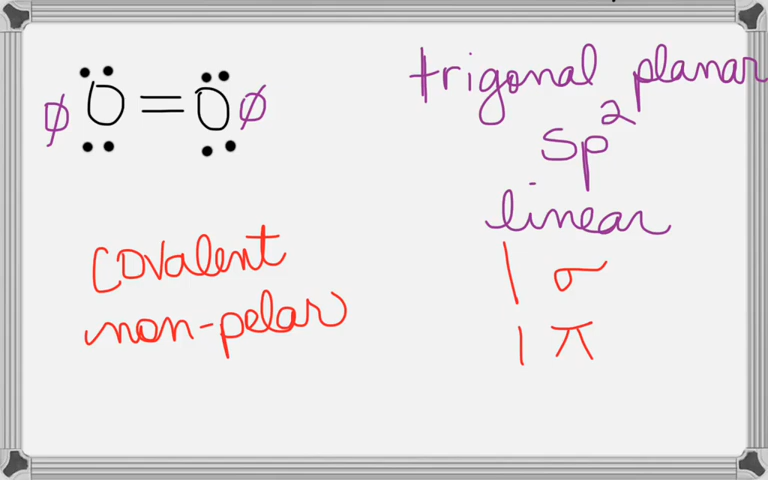 ∅ O=O ∅
trigonal planar
sp²
linear
covalent
non-polar
1 σ
1 π